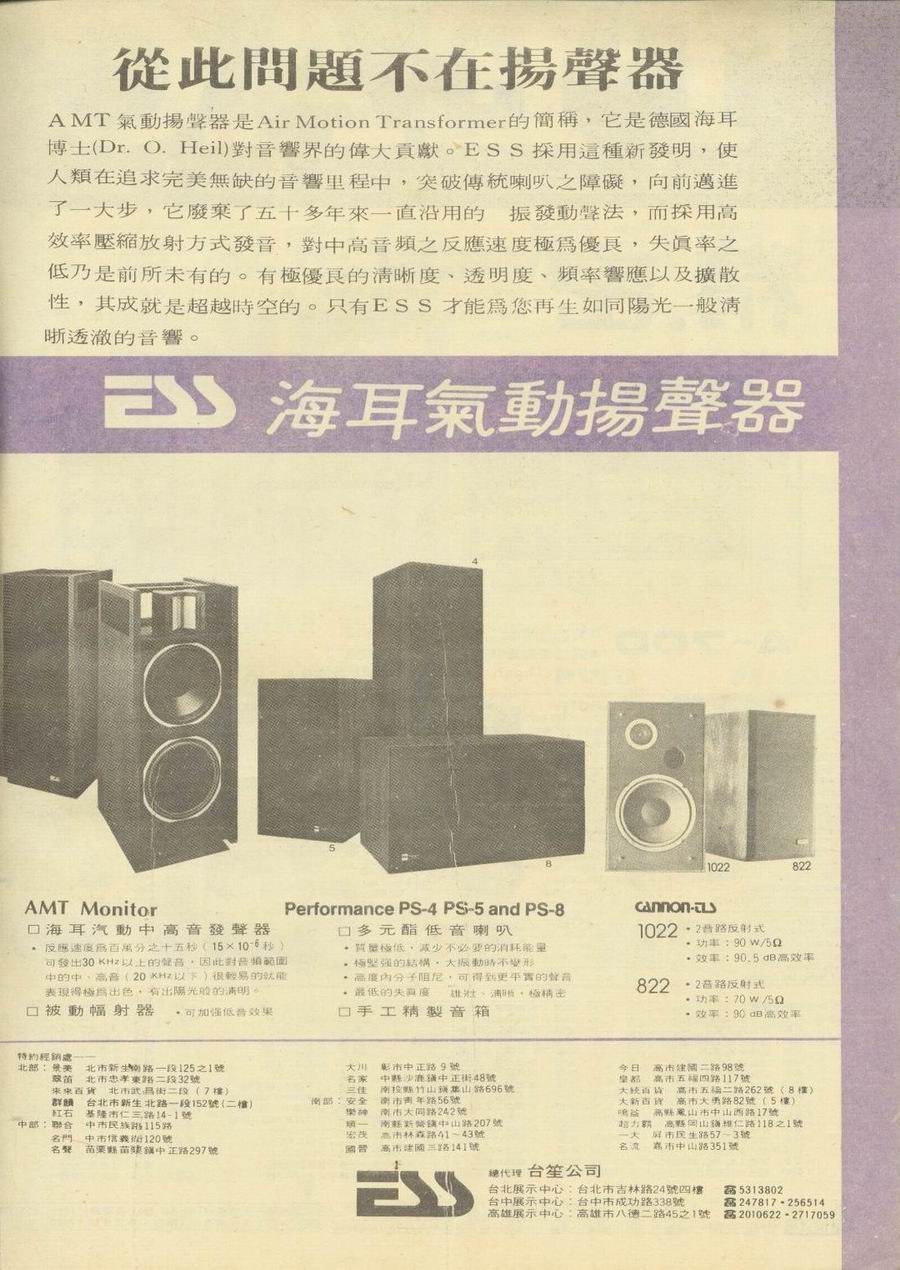 從此問題不在揚聲器
AMT 氣動揚聲器是Air Motion Transformer的簡稱，它是德國海耳
博士(Dr. O. Heil)對音響界的偉大貢獻。ESS 採用這種新發明，使
人類在追求完美無缺的音響里程中，突破傳統喇叭之障礙，向前邁進
了一大步，它廢棄了五十多年來一直沿用的 振發動聲法，而採用高
效率壓縮放射方式發音，對中高音頻之反應速度極爲優良，失眞率之
低乃是前所未有的。有極優良的清晰度、透明度、頻率響應以及擴散
性，其成就是超越時空的。只有ESS 才能爲您再生如同陽光一般清
晰透澈的音響。
ESS 海耳氣動揚聲器
4
5
8
1022
822
AMT Monitor
□海耳汽動中高音發聲器
• 反應速度爲百萬分之十五秒（15×10⁻⁶秒）
可發出30 KHz以上的聲音，因此對音頻範圍
中的中、高音（20 KHz以下）很輕易的就能
表現得極爲出色，有出陽光般的清明。
□被動幅射器 • 可加强低音效果
Performance PS-4 PS-5 and PS-8
□多元酯低音喇叭
• 質量極低，減少不必要的消耗能量
• 極堅强的結構，大振動時不變形
• 高度內分子阻尼，可得到更平實的聲音
• 最低的失眞度 雄壯、清晰，極精密
□手工精製音箱
CANNON-TLS
1022 • 2音路反射式
• 功率：90 W/5Ω
• 效率：90.5 dB高效率
822 • 2音路反射式
• 功率：70 W/5Ω
• 效率：90 dB高效率
特約經銷處——
北部：景美 北市新生南路一段125之1號
翠笛 北市忠孝東路二段32號
來來百貨 北市武昌街二段（7樓）
群韻 台北市新生北路一段152號(二樓)
紅石 基隆市仁三路14-1號
中部：聯合 中市民族路115路
名門 中市信義街120號
名聲 苗栗縣苗栗鎭中正路297號
大川 彰市中正路9號
名家 中縣沙鹿鎭中正街48號
三佳 南投縣竹山鎭集山路696號
南部：安全 南市靑年路56號
樂神 南市大同路242號
順一 南縣新營鎭中山路207號
宏茂 高市林森路41～43號
國響 高市建國三路141號
今日 高市建國二路98號
皇都 高市五福四路117號
大統百貨 高市五福二路262號（8樓）
大新百貨 高市大勇路82號（5樓）
鳴益 高縣鳳山市中山西路17號
超力霸 高縣岡山鎭維仁路118之1號
一大 屏市民生路57－3號
名流 嘉市中山路351號
ESS
總代理 台笙公司
台北展示中心：台北市吉林路24號四樓 ☎5313802
台中展示中心：台中市成功路338號 ☎247817・256514
高雄展示中心：高雄市八德二路45之1號 ☎2010622・2717059